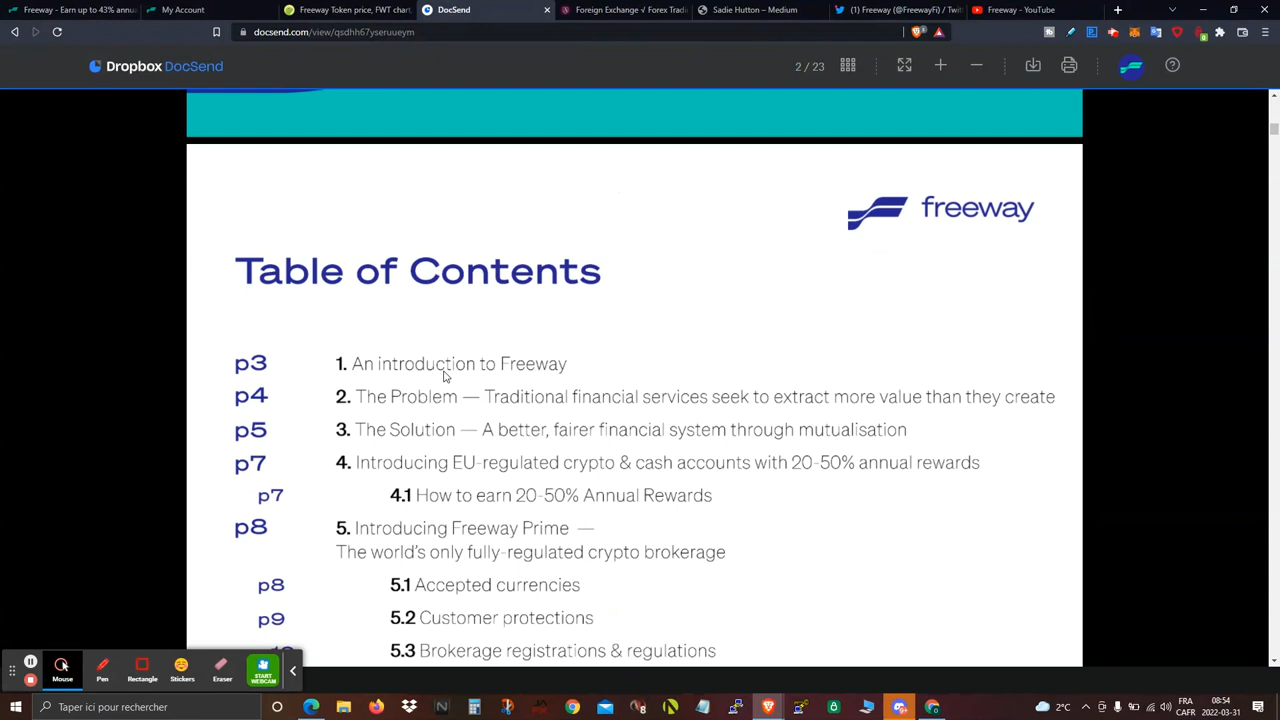 Freeway - Earn up to 43% annu
My Account
Freeway Token price, FWT chart,
DocSend
Foreign Exchange √ Forex Tradi
Sadie Hutton – Medium
(1) Freeway (@FreewayFi) / Twit
Freeway - YouTube
docsend.com/view/qsdhh67yseruueym
Dropbox DocSend
2 / 23
freeway
Table of Contents
p3 1. An introduction to Freeway
p4 2. The Problem — Traditional financial services seek to extract more value than they create
p5 3. The Solution — A better, fairer financial system through mutualisation
p7 4. Introducing EU-regulated crypto & cash accounts with 20-50% annual rewards
p7 4.1 How to earn 20-50% Annual Rewards
p8 5. Introducing Freeway Prime —
The world's only fully-regulated crypto brokerage
p8 5.1 Accepted currencies
p9 5.2 Customer protections
5.3 Brokerage registrations & regulations
Mouse
Pen
Rectangle
Stickers
Eraser
START
WEBCAM
Taper ici pour rechercher
2°C
FRA
CAFR
08:54
2022-03-31